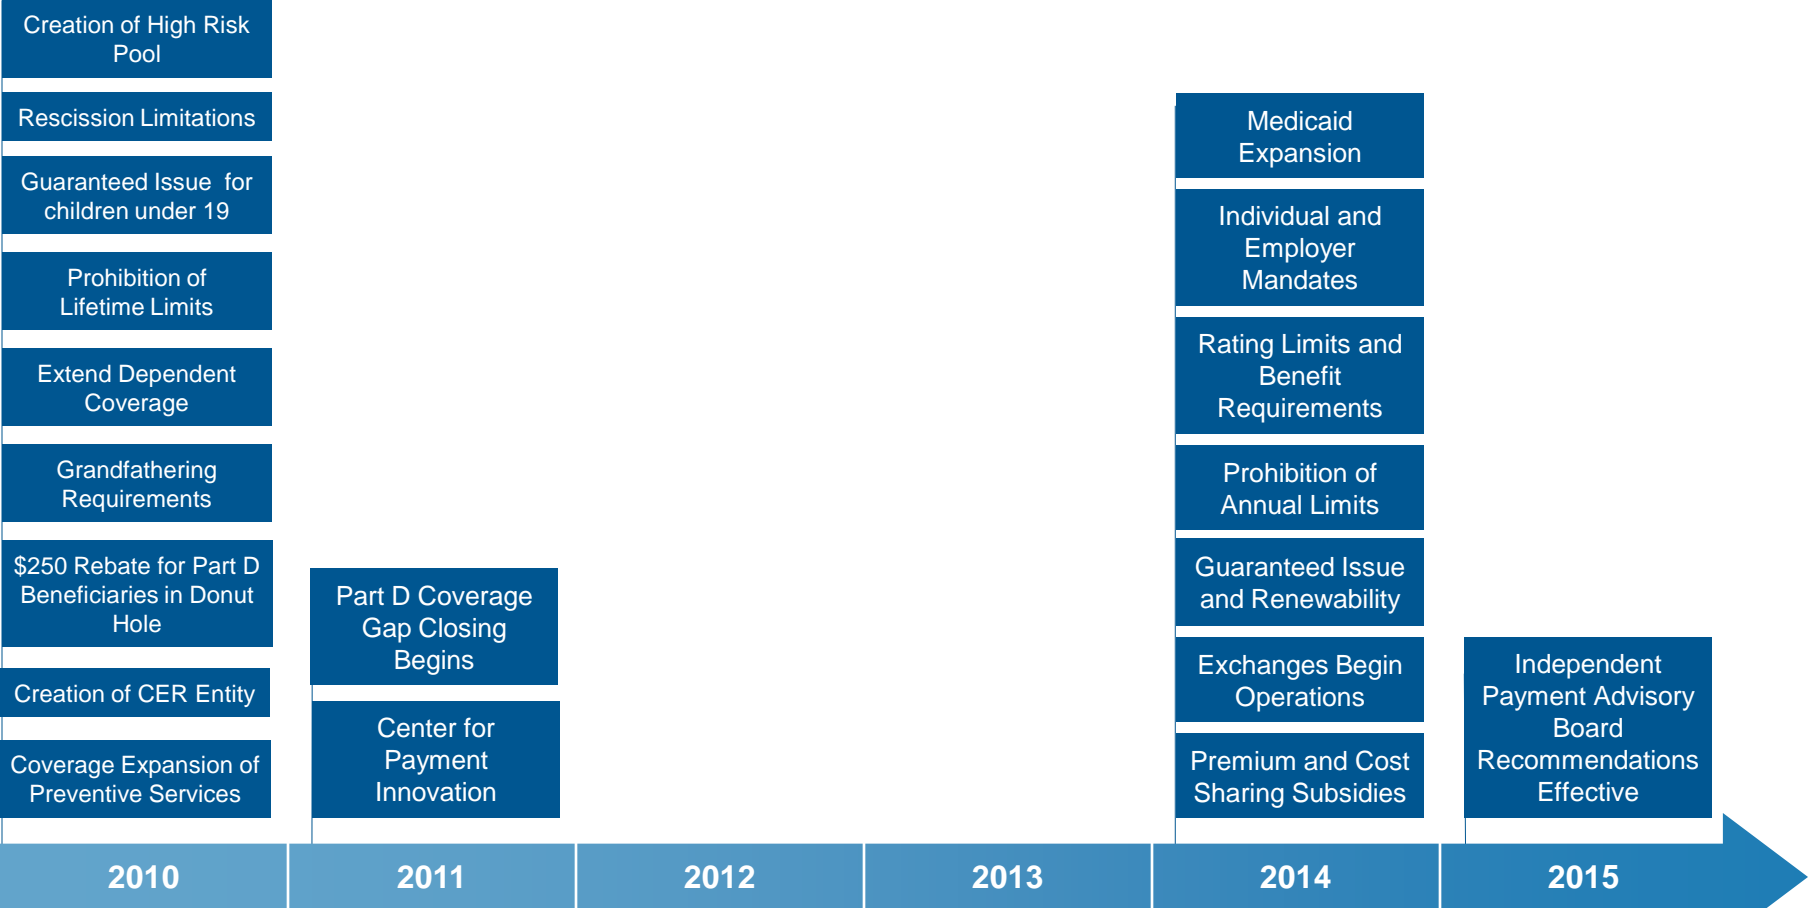 Creation of High Risk
Pool
Rescission Limitations
Guaranteed Issue for
children under 19
Prohibition of
Lifetime Limits
Extend Dependent
Coverage
Grandfathering
Requirements
$250 Rebate for Part D
Beneficiaries in Donut
Hole
Creation of CER Entity
Coverage Expansion of
Preventive Services
Part D Coverage
Gap Closing
Begins
Center for
Payment
Innovation
Medicaid
Expansion
Individual and
Employer
Mandates
Rating Limits and
Benefit
Requirements
Prohibition of
Annual Limits
Guaranteed Issue
and Renewability
Exchanges Begin
Operations
Premium and Cost
Sharing Subsidies
Independent
Payment Advisory
Board
Recommendations
Effective
2010
2011
2012
2013
2014
2015